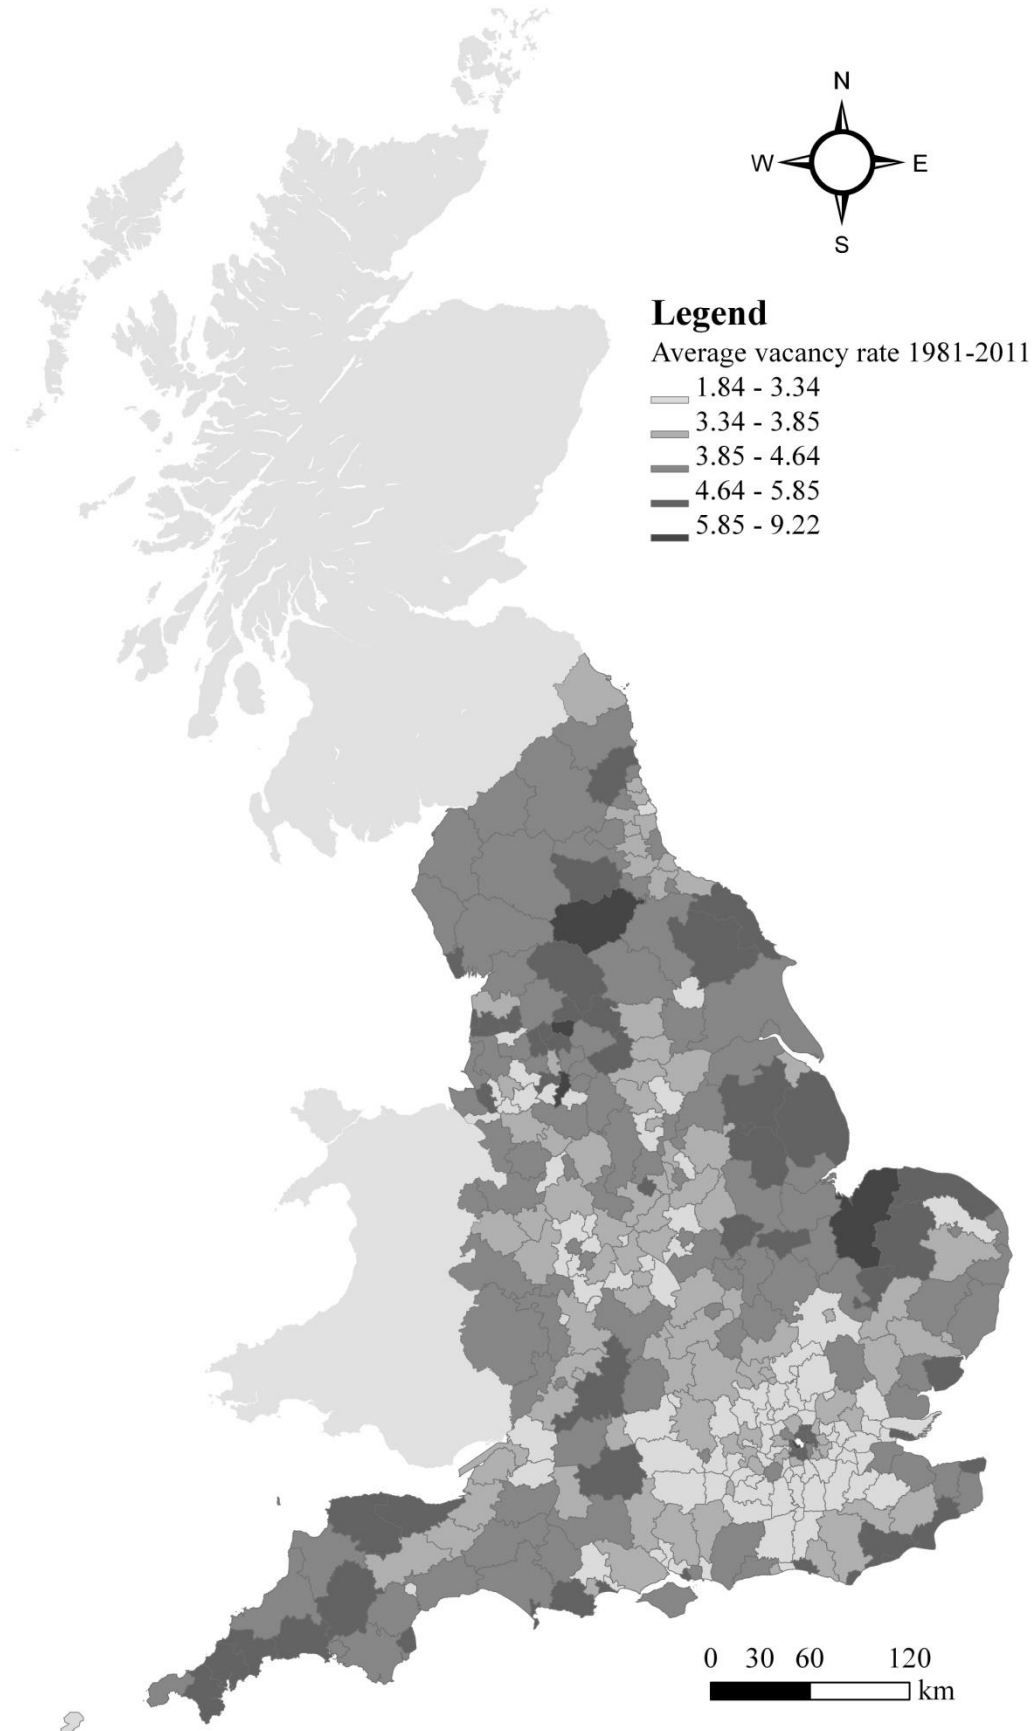 N
W E
S
Legend
Average vacancy rate 1981-2011
1.84 - 3.34
3.34 - 3.85
3.85 - 4.64
4.64 - 5.85
5.85 - 9.22
0 30 60 120
km